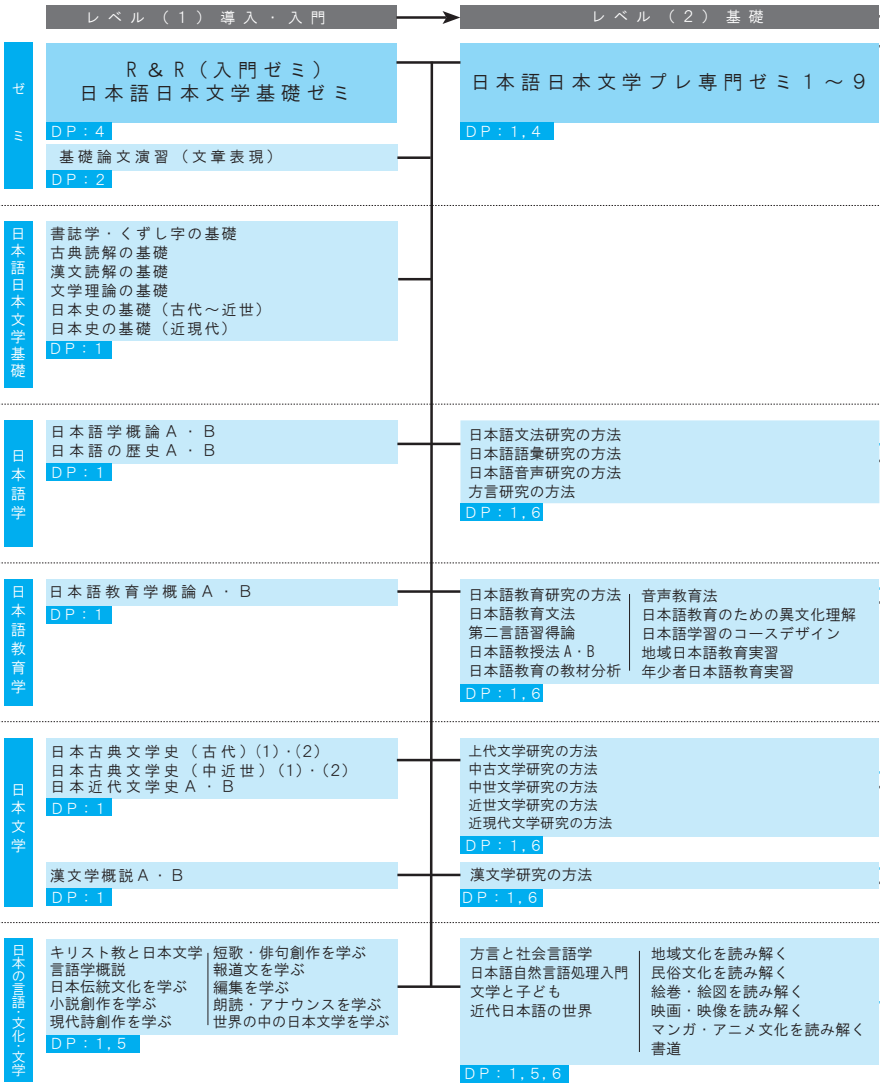 レベル（1）導入・入門
レベル（2）基礎
ゼミ
R＆R（入門ゼミ）
日本語日本文学基礎ゼミ
DP：4
日本語日本文学プレ専門ゼミ1～9
DP：1,4
基礎論文演習（文章表現）
DP：2
日本語日本文学基礎
書誌学・くずし字の基礎
古典読解の基礎
漢文読解の基礎
文学理論の基礎
日本史の基礎（古代～近世）
日本史の基礎（近現代）
DP：1
日本語学
日本語学概論A・B
日本語の歴史A・B
DP：1
日本語文法研究の方法
日本語語彙研究の方法
日本語音声研究の方法
方言研究の方法
DP：1,6
日本語教育学
日本語教育学概論A・B
DP：1
日本語教育研究の方法
日本語教育文法
第二言語習得論
日本語教授法A・B
日本語教育の教材分析
音声教育法
日本語教育のための異文化理解
日本語学習のコースデザイン
地域日本語教育実習
年少者日本語教育実習
DP：1,6
日本文学
日本古典文学史（古代）(1)・(2)
日本古典文学史（中近世）(1)・(2)
日本近代文学史A・B
DP：1
上代文学研究の方法
中古文学研究の方法
中世文学研究の方法
近世文学研究の方法
近現代文学研究の方法
DP：1,6
漢文学概説A・B
DP：1
漢文学研究の方法
DP：1,6
日本の言語・文化・文学
キリスト教と日本文学
言語学概説
日本伝統文化を学ぶ
小説創作を学ぶ
現代詩創作を学ぶ
短歌・俳句創作を学ぶ
報道文を学ぶ
編集を学ぶ
朗読・アナウンスを学ぶ
世界の中の日本文学を学ぶ
DP：1,5
方言と社会言語学
日本語自然言語処理入門
文学と子ども
近代日本語の世界
地域文化を読み解く
民俗文化を読み解く
絵巻・絵図を読み解く
映画・映像を読み解く
マンガ・アニメ文化を読み解く
書道
DP：1,5,6